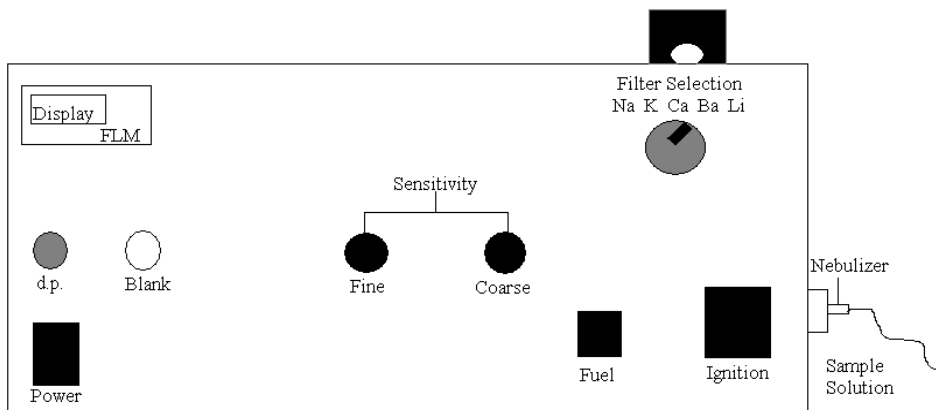 Filter Selection
Na K Ca Ba Li
Display
FLM
Sensitivity
d.p.
Blank
Fine
Coarse
Nebulizer
Power
Fuel
Ignition
Sample
Solution